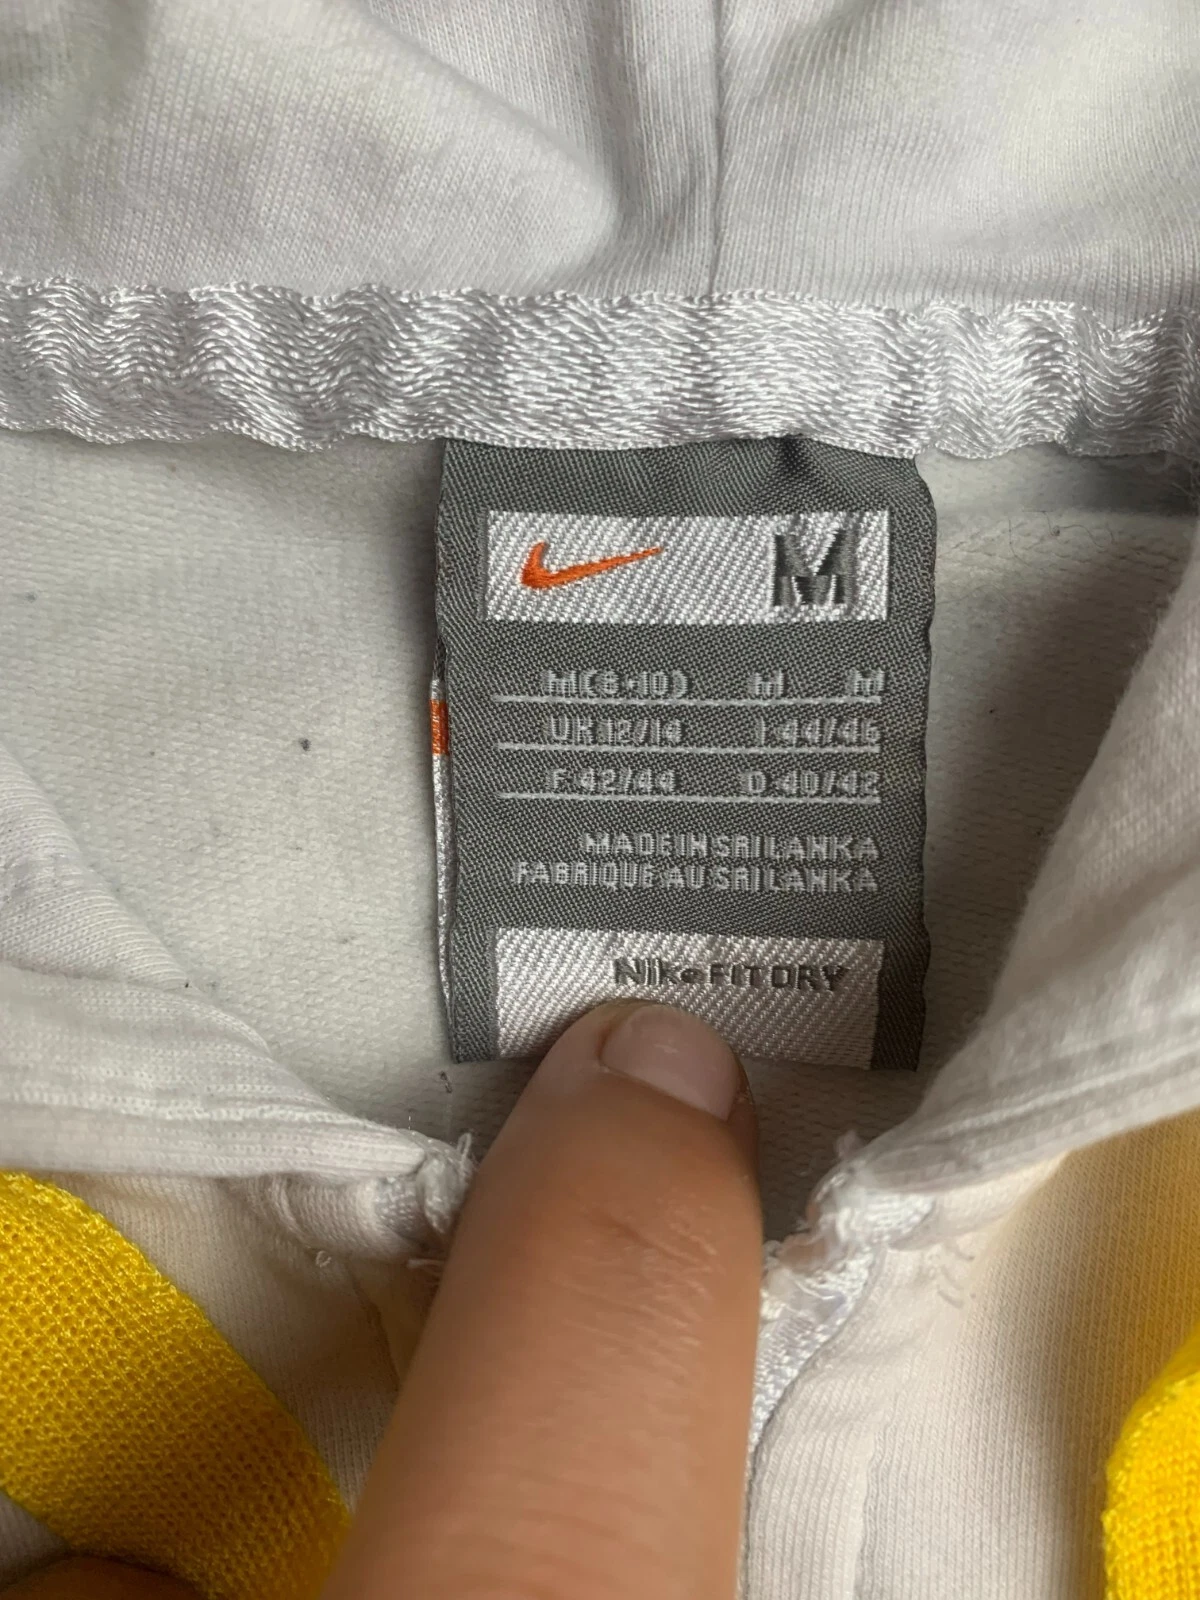 M
M(8-10) M M
UK 12/14 I 44/46
F 42/44 D 40/42
MADE IN SRI LANKA
FABRIQUE AU SRI LANKA
Nike FIT DRY